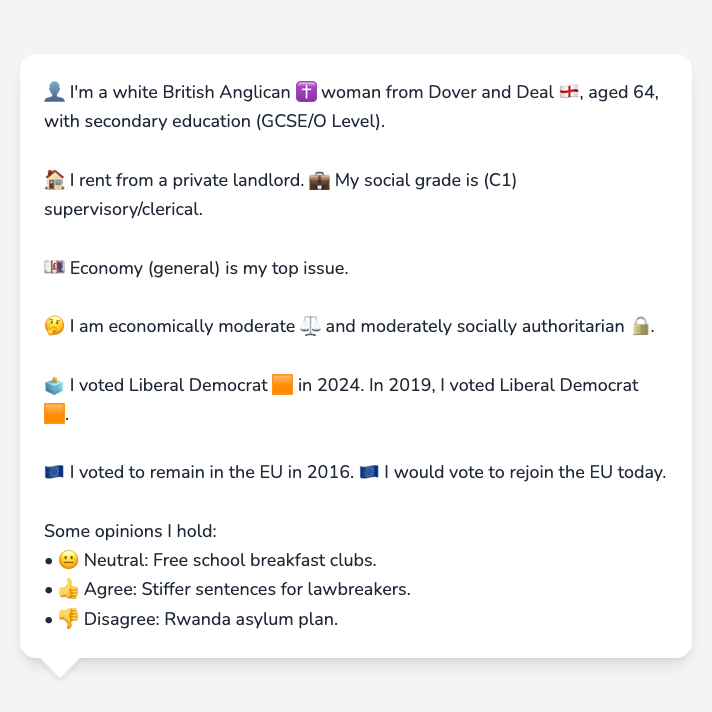 👤 I'm a white British Anglican ✝️ woman from Dover and Deal 🏴󠁧󠁢󠁥󠁮󠁧󠁿, aged 64,
with secondary education (GCSE/O Level).
🏠 I rent from a private landlord. 💼 My social grade is (C1)
supervisory/clerical.
💷 Economy (general) is my top issue.
🤔 I am economically moderate ⚖️ and moderately socially authoritarian 🔒.
🗳️ I voted Liberal Democrat 🟧 in 2024. In 2019, I voted Liberal Democrat
🟧.
🇪🇺 I voted to remain in the EU in 2016. 🇪🇺 I would vote to rejoin the EU today.
Some opinions I hold:
• 😐 Neutral: Free school breakfast clubs.
• 👍 Agree: Stiffer sentences for lawbreakers.
• 👎 Disagree: Rwanda asylum plan.